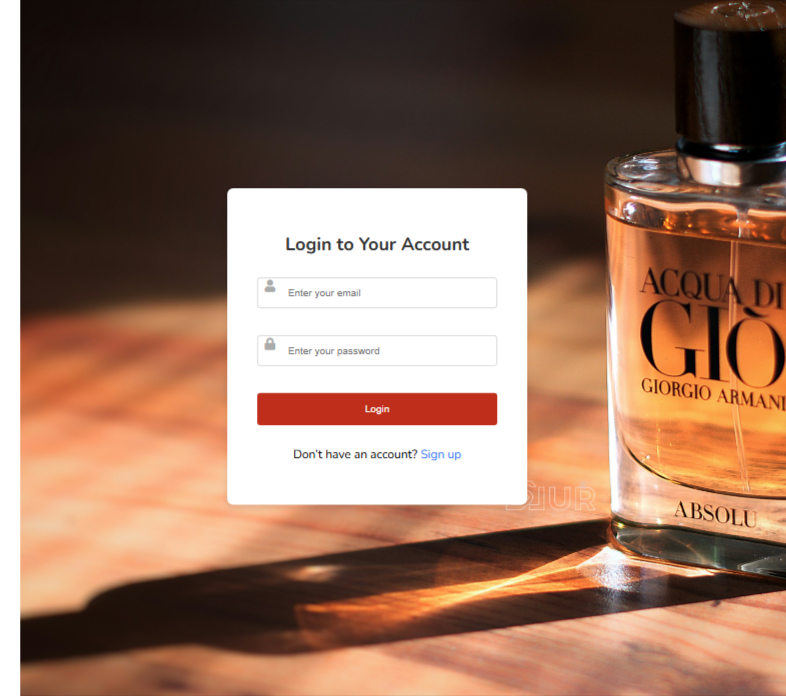 Login to Your Account
Enter your email
Enter your password
Login
Don't have an account? Sign up
ACQUA DI
GIÒ
GIORGIO ARMANI
ABSOLU